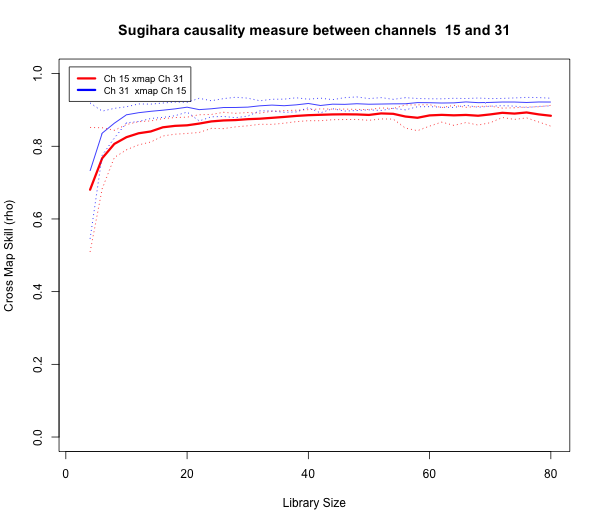 Sugihara causality measure between channels  15 and 31
Ch 15 xmap Ch 31
Ch 31  xmap Ch 15
Cross Map Skill (rho)
1.0
0.8
0.6
0.4
0.2
0.0
0 20 40 60 80
Library Size